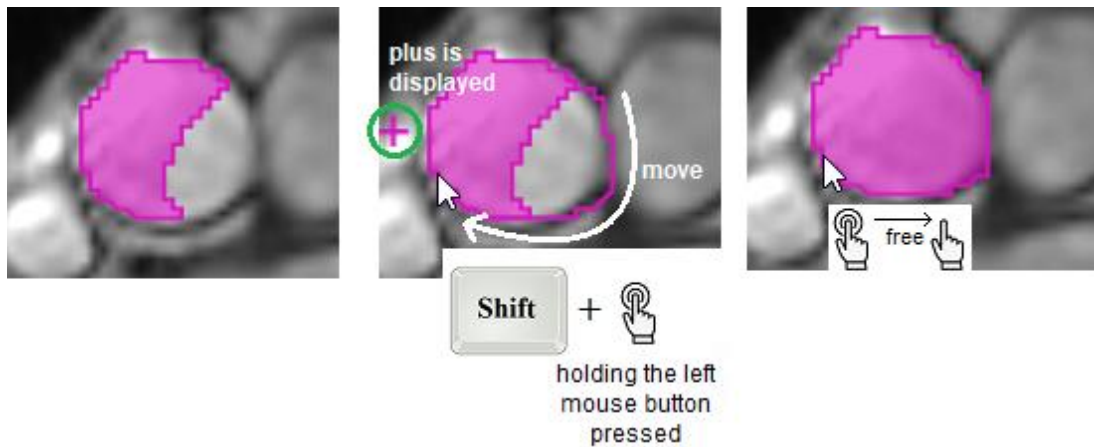 plus is
displayed
move
free
Shift
+
holding the left
mouse button
pressed